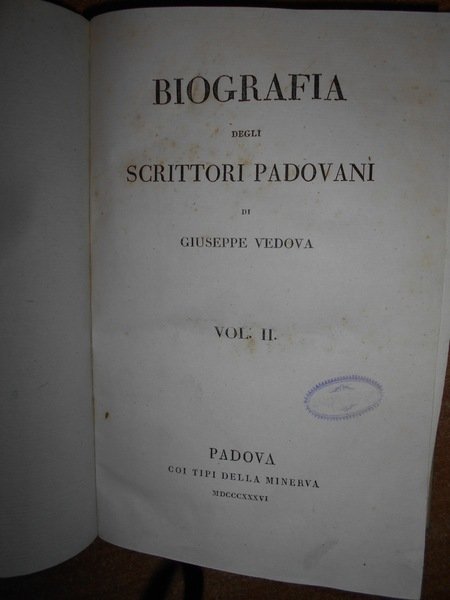 BIOGRAFIA
DEGLI
SCRITTORI PADOVANI
DI
GIUSEPPE VEDOVA
VOL. II.
PADOVA
COI TIPI DELLA MINERVA
MDCCCXXXVI